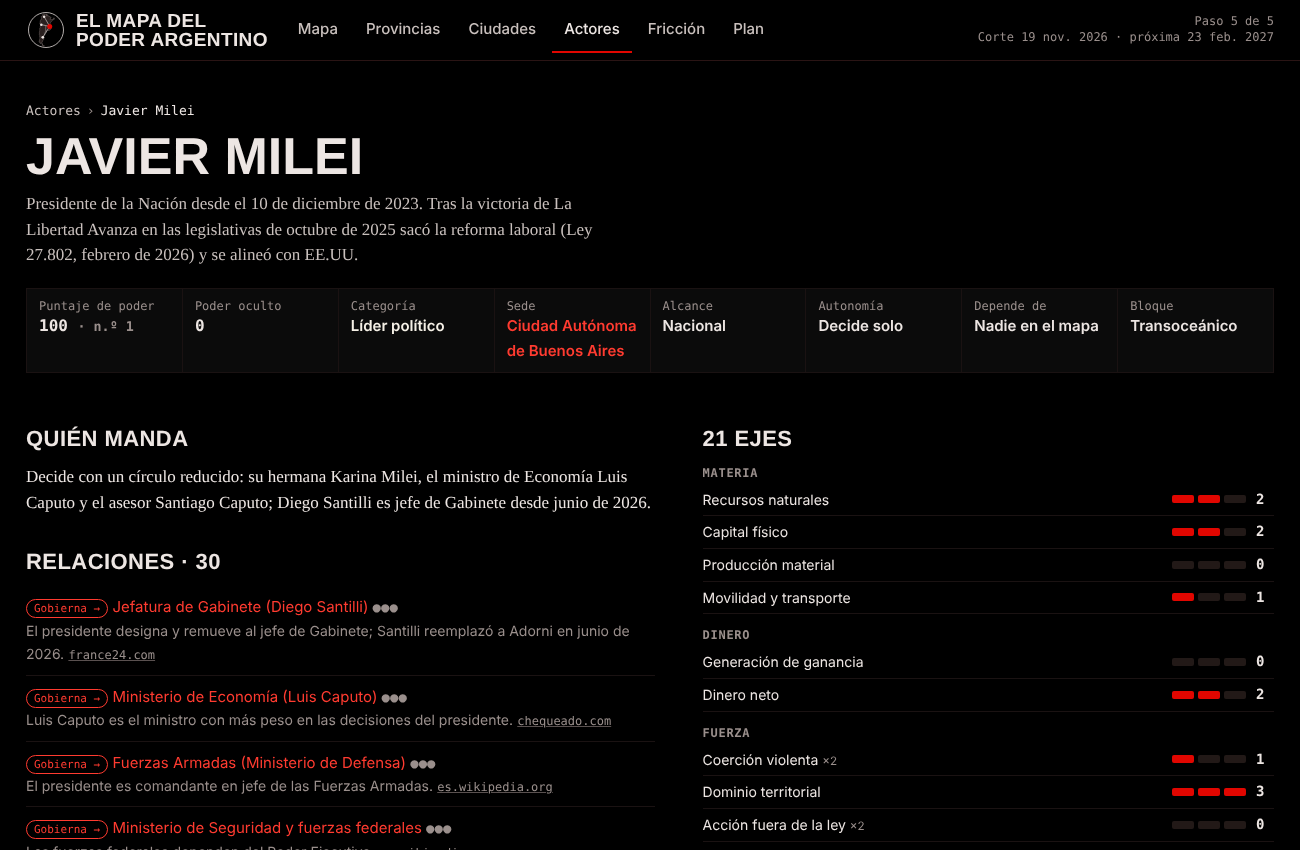 EL MAPA DEL
PODER ARGENTINO
Mapa Provincias Ciudades Actores Fricción Plan
Paso 5 de 5
Corte 19 nov. 2026 · próxima 23 feb. 2027
Actores › Javier Milei
JAVIER MILEI
Presidente de la Nación desde el 10 de diciembre de 2023. Tras la victoria de La
Libertad Avanza en las legislativas de octubre de 2025 sacó la reforma laboral (Ley
27.802, febrero de 2026) y se alineó con EE.UU.
Puntaje de poder
100 · n.º 1
Poder oculto
0
Categoría
Líder político
Sede
Ciudad Autónoma
de Buenos Aires
Alcance
Nacional
Autonomía
Decide solo
Depende de
Nadie en el mapa
Bloque
Transoceánico
QUIÉN MANDA
Decide con un círculo reducido: su hermana Karina Milei, el ministro de Economía Luis
Caputo y el asesor Santiago Caputo; Diego Santilli es jefe de Gabinete desde junio de 2026.
RELACIONES · 30
Gobierna → Jefatura de Gabinete (Diego Santilli) ●●●
El presidente designa y remueve al jefe de Gabinete; Santilli reemplazó a Adorni en junio de
2026. france24.com
Gobierna → Ministerio de Economía (Luis Caputo) ●●●
Luis Caputo es el ministro con más peso en las decisiones del presidente. chequeado.com
Gobierna → Fuerzas Armadas (Ministerio de Defensa) ●●●
El presidente es comandante en jefe de las Fuerzas Armadas. es.wikipedia.org
Gobierna → Ministerio de Seguridad y fuerzas federales ●●●
21 EJES
MATERIA
Recursos naturales 2
Capital físico 2
Producción material 0
Movilidad y transporte 1
DINERO
Generación de ganancia 0
Dinero neto 2
FUERZA
Coerción violenta ×2 1
Dominio territorial 3
Acción fuera de la ley ×2 0